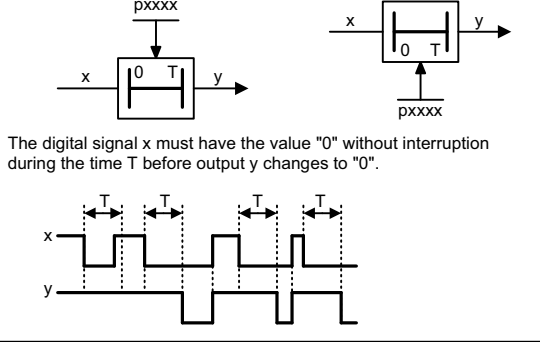 pxxxx
x
0 T
y
x
0 T
y
pxxxx
The digital signal x must have the value "0" without interruption
during the time T before output y changes to "0".
T T T T
x
y